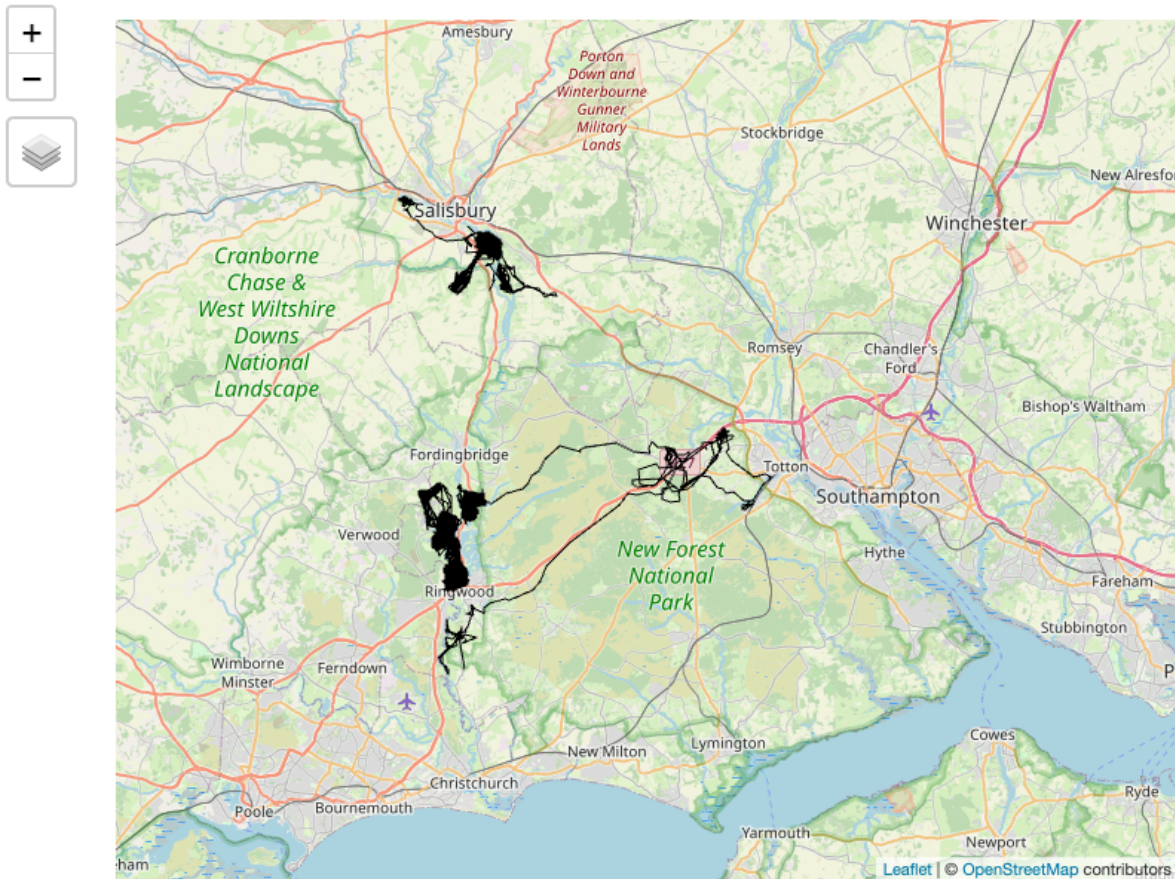 +
−
Amesbury
Porton
Down and
Winterbourne
Gunner
Military
Lands
Stockbridge
New Alresfo
Salisbury
Winchester
Cranborne
Chase &
West Wiltshire
Downs
National
Landscape
Romsey
Chandler's
Ford
Bishop's Waltham
Fordingbridge
Totton
Southampton
Verwood
New Forest
National
Park
Hythe
Ringwood
Fareham
Stubbington
Wimborne
Minster
Ferndown
P
Lymington
New Milton
Cowes
Christchurch
Ryde
Poole
Bournemouth
Yarmouth
Newport
ham
Leaflet | © OpenStreetMap contributors